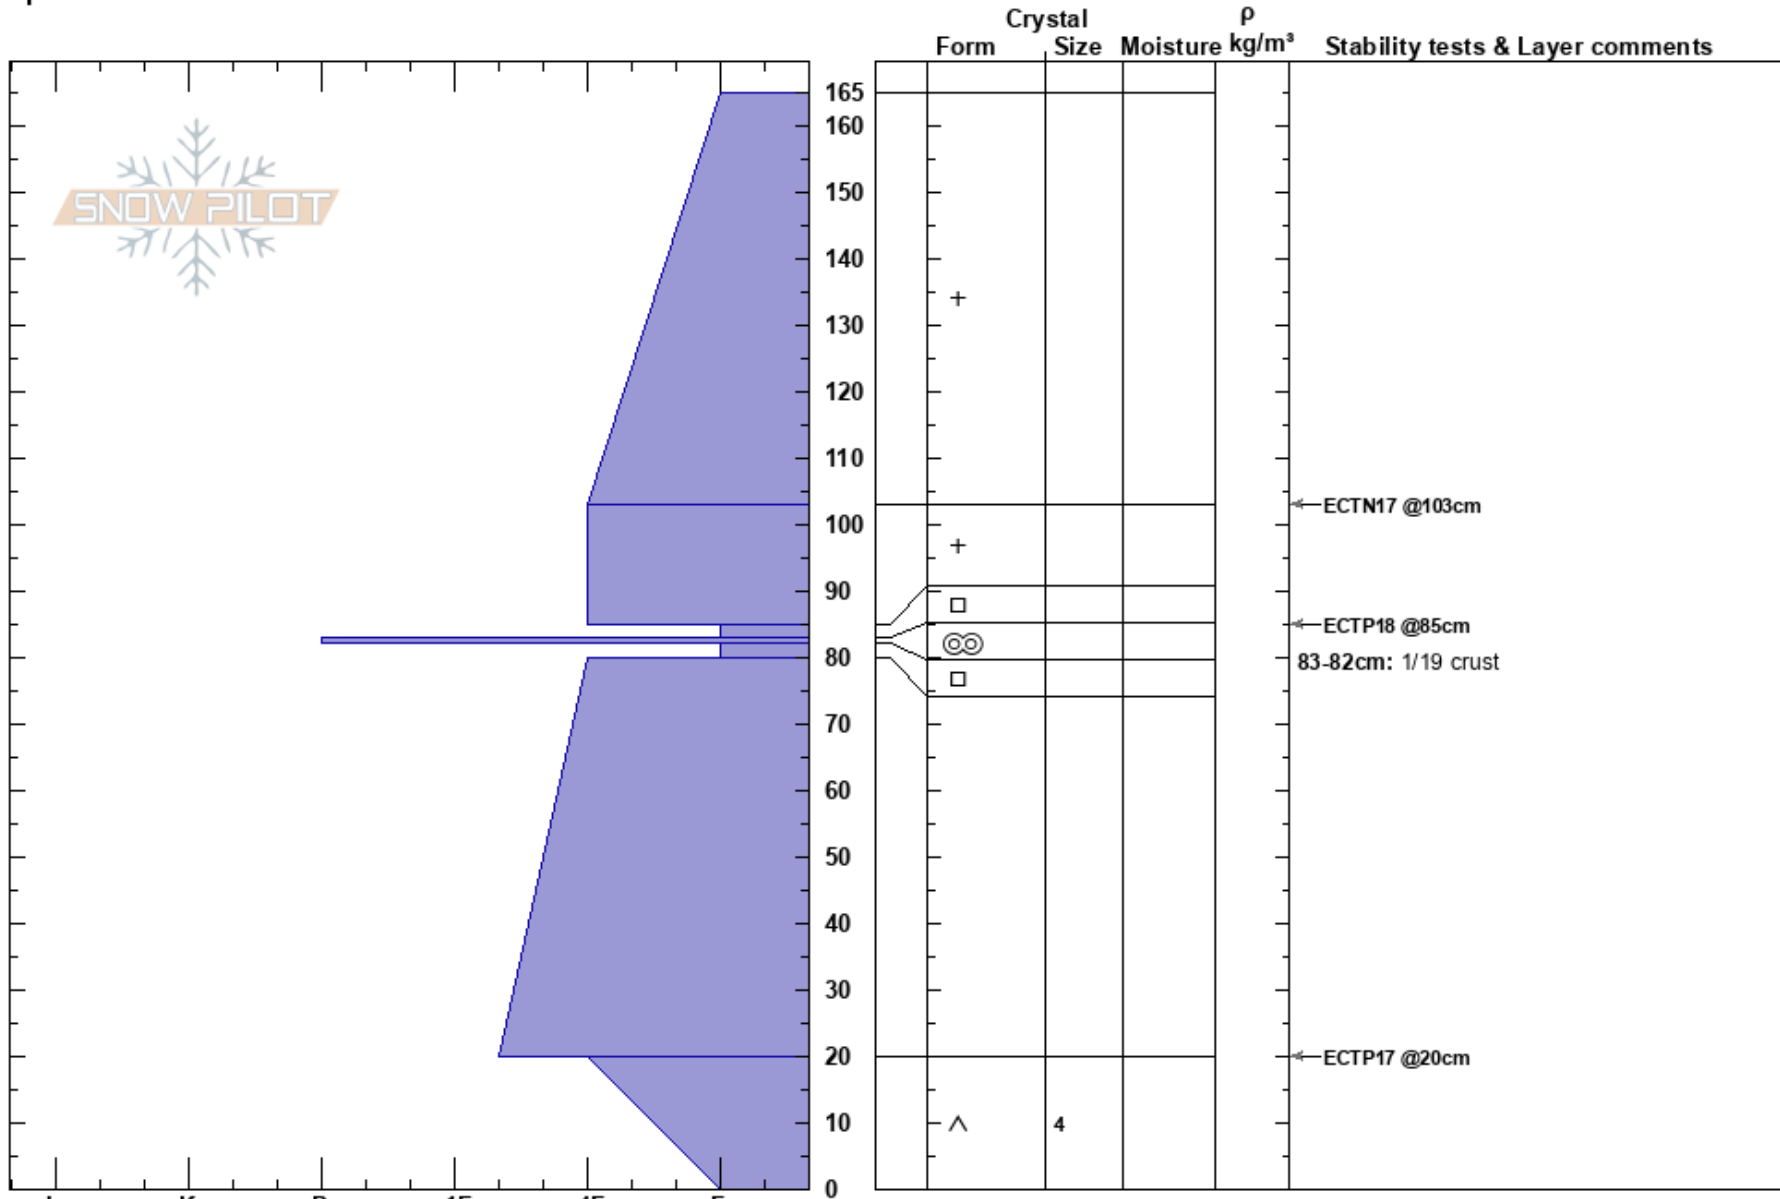 Crystal
ρ
Form Size Moisture kg/m³ Stability tests & Layer comments
165
160
SNOW PILOT
150
140
130
120
110
ECTN17 @103cm
100
90
ECTP18 @85cm
80
83-82cm: 1/19 crust
70
60
50
40
30
20
ECTP17 @20cm
10
4
0